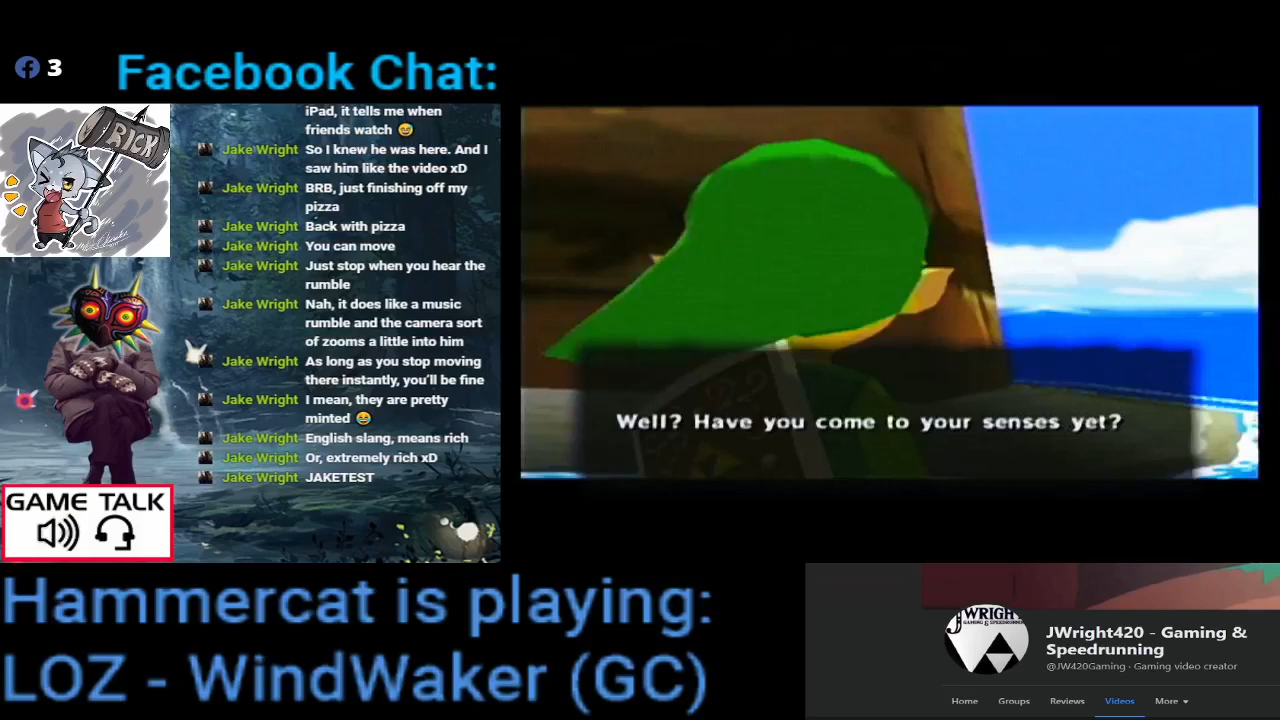 3
Facebook Chat:
RICK
iPad, it tells me when
friends watch 😅
Jake Wright So I knew he was here. And I
saw him like the video xD
Jake Wright BRB, just finishing off my
pizza
Jake Wright Back with pizza
Jake Wright You can move
Jake Wright Just stop when you hear the
rumble
Jake Wright Nah, it does like a music
rumble and the camera sort
of zooms a little into him
Jake Wright As long as you stop moving
there instantly, you'll be fine
Jake Wright I mean, they are pretty
minted 😂
Jake Wright English slang, means rich
Jake Wright Or, extremely rich xD
Jake Wright JAKETEST
Well? Have you come to your senses yet?
GAME TALK
Hammercat is playing:
LOZ - WindWaker (GC)
JWRIGHT
GAMING & SPEEDRUNNING
JWright420 - Gaming &
Speedrunning
@JW420Gaming · Gaming video creator
Home Groups Reviews Videos More